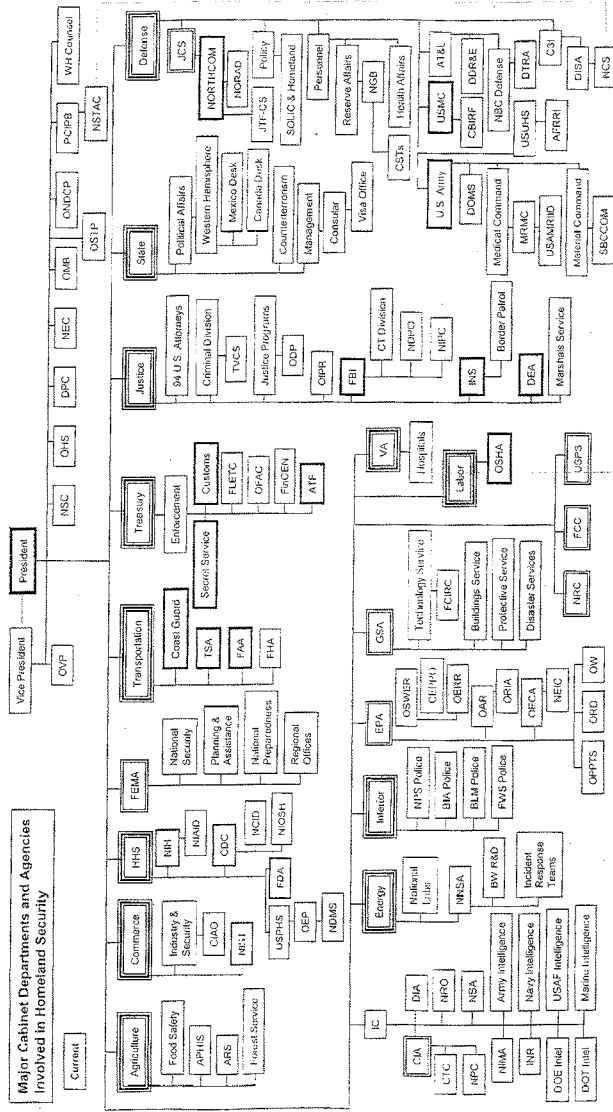 Major Cabinet Departments and Agencies
Involved In Homeland Security
Current
Vice President
President
OVP
NSC
OHS
DPC
NEC
OMB
ONDCP
PCIPB
WH Counsel
OSTP
NSTAC
Agriculture
Food Safety
APHIS
ARS
Forest Service
Commerce
Industry &
Security
CIAO
NIST
HHS
NIH
NIAID
CDC
NCID
NIOSH
FDA
USPHS
OEP
NDMS
FEMA
National
Security
Planning &
Assistance
National
Preparedness
Regional
Offices
Transportation
Coast Guard
TSA
FAA
FHA
Treasury
Enforcement
Secret Service
Customs
FLETC
OFAC
FinCEN
ATF
Justice
94 U.S. Attorneys
Criminal Division
TVCS
Justice Programs
ODP
OIPR
FBI
CT Division
NDPO
NIPC
INS
Border Patrol
DEA
Marshals Service
State
Political Affairs
Western Hemisphere
Mexico Desk
Canada Desk
Counterterrorism
Management
Consular
Visa Office
Defense
JCS
NORTHCOM
NORAD
JTF-CS
Policy
SOLIC & Homeland
Personnel
Reserve Affairs
NGB
CSTs
Health Affairs
U.S. Army
DOMS
Medical Command
MRMC
USAMRIID
Material Command
SBCCOM
USMC
CBIRF
AT&L
DDR&E
NBC Defense
DTRA
USUHS
AFRRI
C3I
DISA
NCS
IC
CIA
CTC
NPC
DIA
NRO
NSA
NIMA
INR
DOE Intel
DOT Intel
Army Intelligence
Navy Intelligence
USAF Intelligence
Marine Intelligence
Energy
National
Labs
NNSA
BW R&D
Incident
Response
Teams
Interior
NPS Police
BIA Police
BLM Police
FWS Police
EPA
OSWER
CEPPO
OERR
OAR
ORIA
OECA
NEIC
OPPTS
ORD
OW
GSA
Technology Service
FCIRC
Buildings Service
Protective Service
Disaster Services
VA
Hospitals
Labor
OSHA
NRC
FCC
USPS